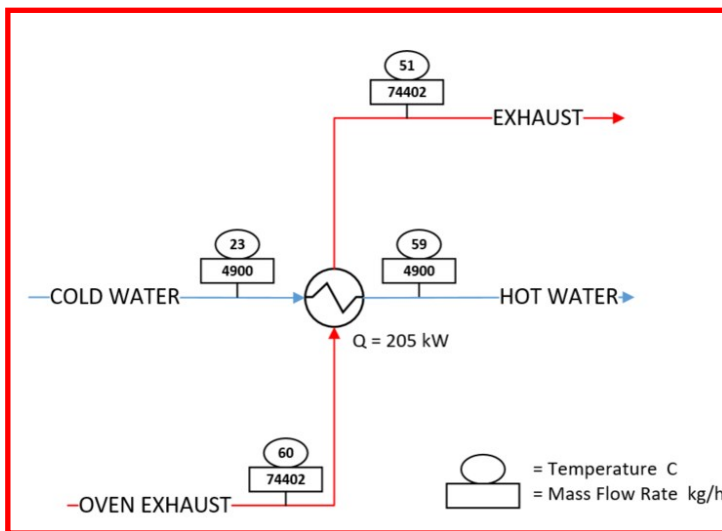 51
74402
EXHAUST
23
4900
59
4900
COLD WATER
HOT WATER
Q = 205 kW
60
74402
OVEN EXHAUST
= Temperature C
= Mass Flow Rate kg/h